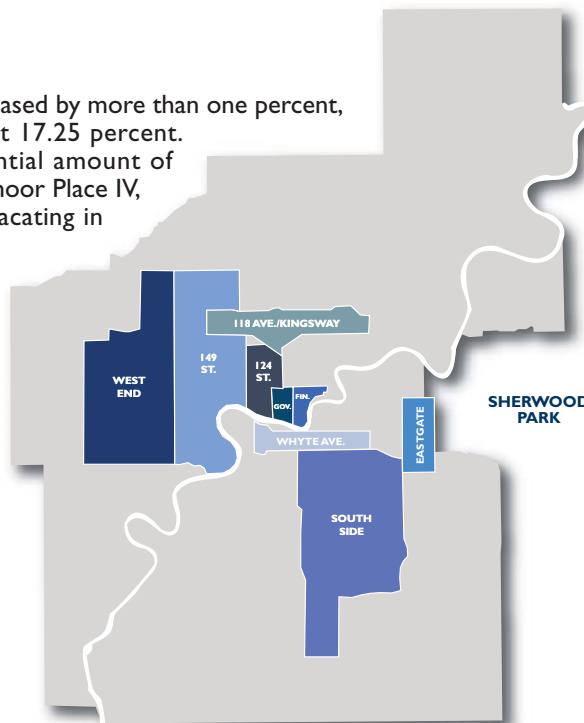 ased by more than one percent,
t 17.25 percent.
ntial amount of
noor Place IV,
acating in
118 AVE./KINGSWAY
149
ST.
124
ST.
WEST
END
FIN.
GOV.
SHERWOOD
PARK
WHYTE AVE.
EASTGATE
SOUTH
SIDE